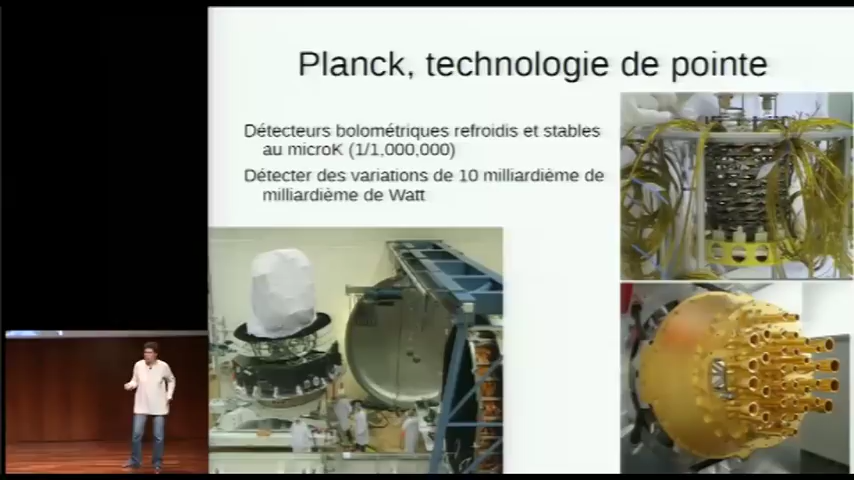 Planck, technologie de pointe
Détecteurs bolométriques refroidis et stables
au microK (1/1,000,000)
Détecter des variations de 10 milliardième de
milliardième de Watt